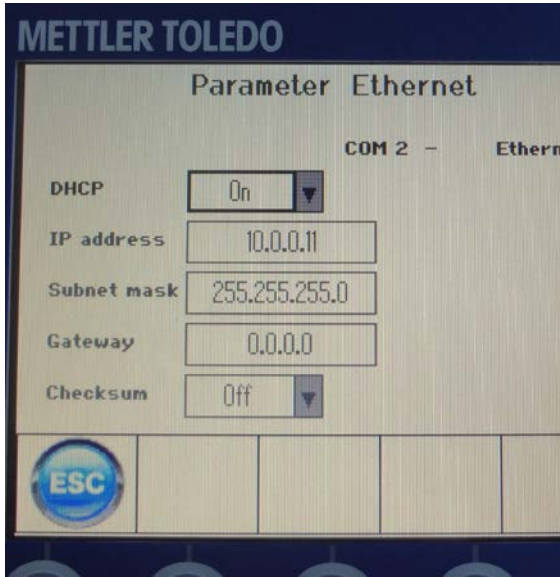 METTLER TOLEDO
Parameter Ethernet
COM 2 - Ethern
DHCP On
IP address 10.0.0.11
Subnet mask 255.255.255.0
Gateway 0.0.0.0
Checksum Off
ESC